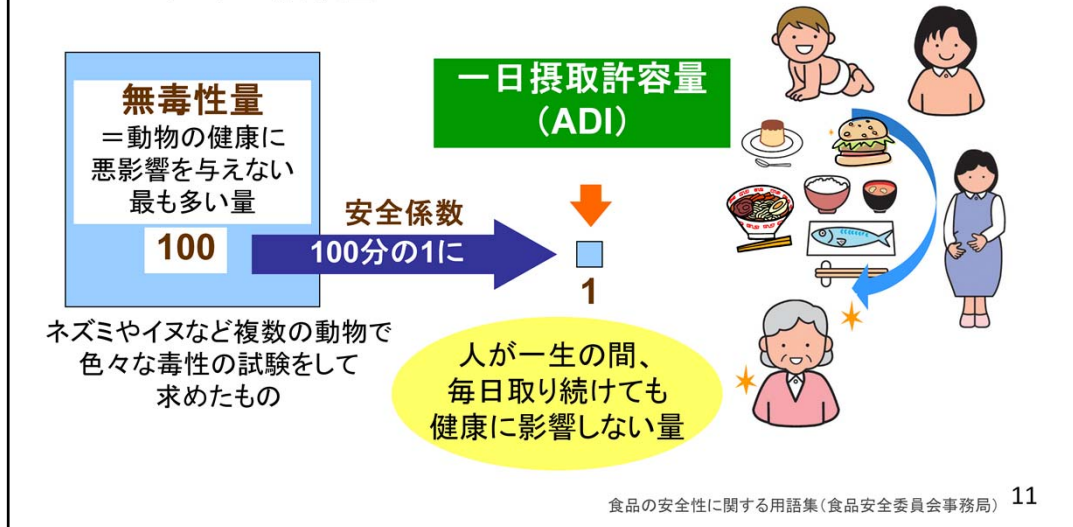 無毒性量
＝動物の健康に
悪影響を与えない
最も多い量
100
安全係数
100分の1に
一日摂取許容量
（ADI）
1
ネズミやイヌなど複数の動物で
色々な毒性の試験をして
求めたもの
人が一生の間、
毎日取り続けても
健康に影響しない量
食品の安全性に関する用語集（食品安全委員会事務局）
11